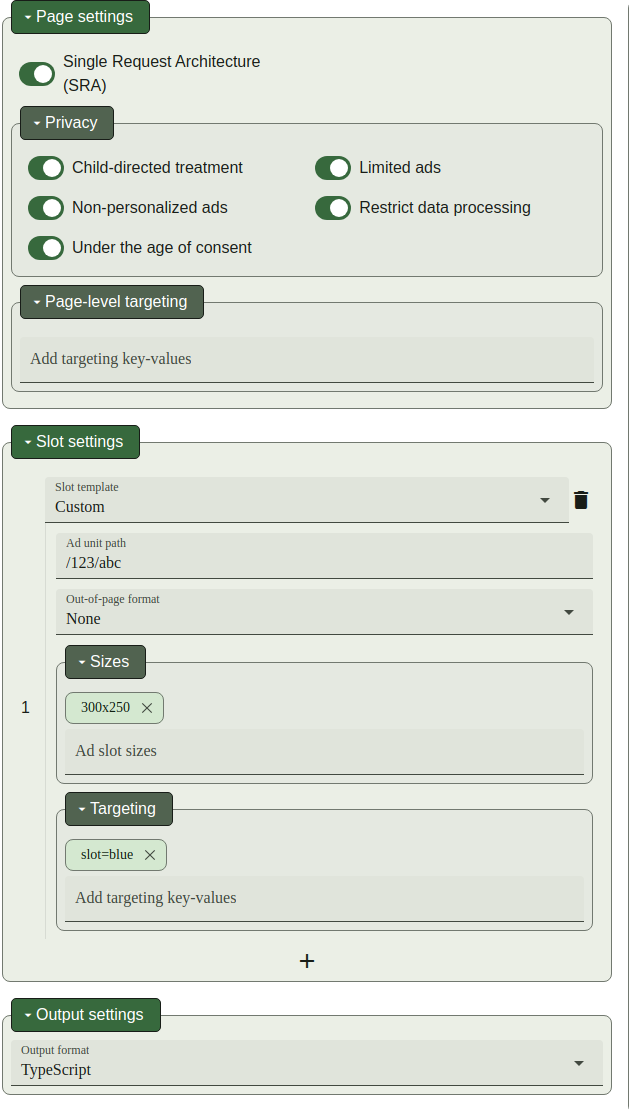 Page settings
Single Request Architecture
(SRA)
Privacy
Child-directed treatment
Limited ads
Non-personalized ads
Restrict data processing
Under the age of consent
Page-level targeting
Add targeting key-values
Slot settings
Slot template
Custom
Ad unit path
/123/abc
Out-of-page format
None
Sizes
1
300x250
Ad slot sizes
Targeting
slot=blue
Add targeting key-values
+
Output settings
Output format
TypeScript